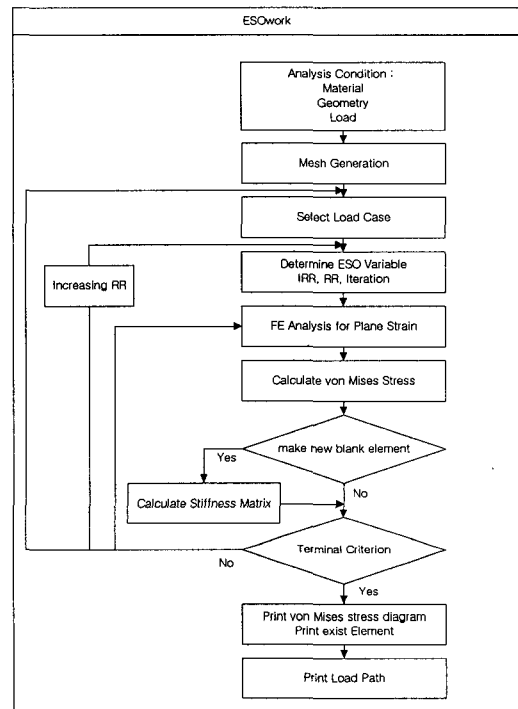 ESOwork
Analysis Condition :
Material
Geometry
Load
Mesh Generation
Select Load Case
Determine ESO Variable
IRR, RR, Iteration
Increasing RR
FE Analysis for Plane Strain
Calculate von Mises Stress
make new blank element
Yes
No
Calculate Stiffness Matrix
Terminal Criterion
No
Yes
Print von Mises stress diagram
Print exist Element
Print Load Path